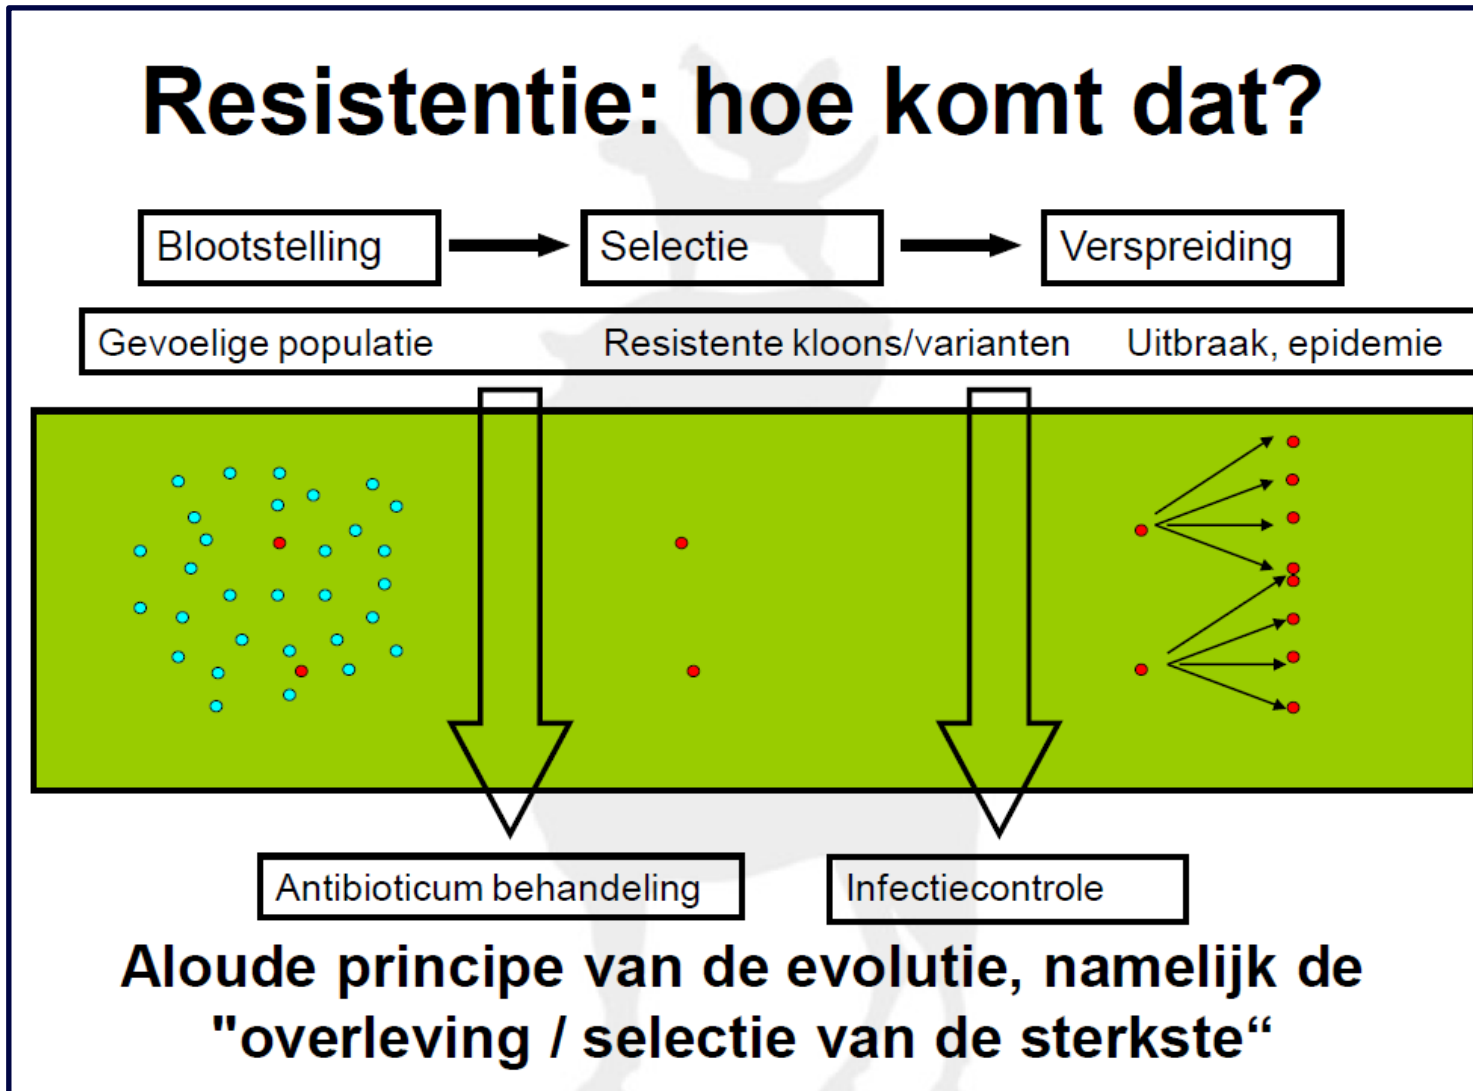 Resistentie: hoe komt dat?
Blootstelling
Selectie
Verspreiding
Gevoelige populatie
Resistente kloons/varianten
Uitbraak, epidemie
Antibioticum behandeling
Infectiecontrole
Aloude principe van de evolutie, namelijk de
"overleving / selectie van de sterkste“